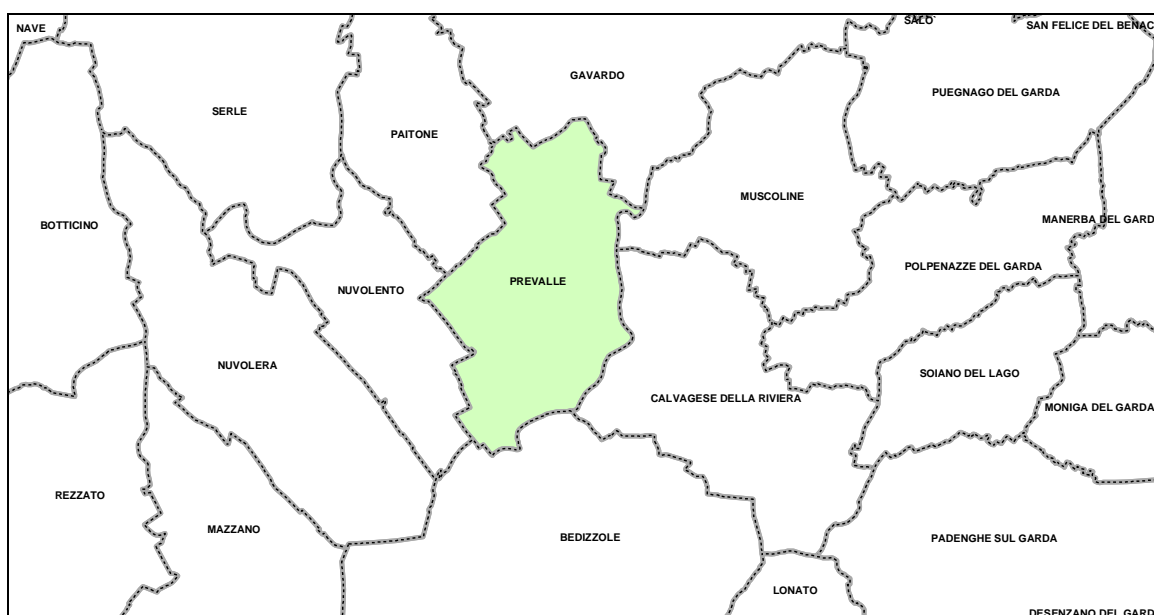 NAVE
SALO`
SAN FELICE DEL BENAC
GAVARDO
PUEGNAGO DEL GARDA
SERLE
PAITONE
MUSCOLINE
BOTTICINO
MANERBA DEL GARD
POLPENAZZE DEL GARDA
PREVALLE
NUVOLENTO
NUVOLERA
SOIANO DEL LAGO
CALVAGESE DELLA RIVIERA
MONIGA DEL GARDA
REZZATO
MAZZANO
BEDIZZOLE
PADENGHE SUL GARDA
LONATO
DESENZANO DEL GARD